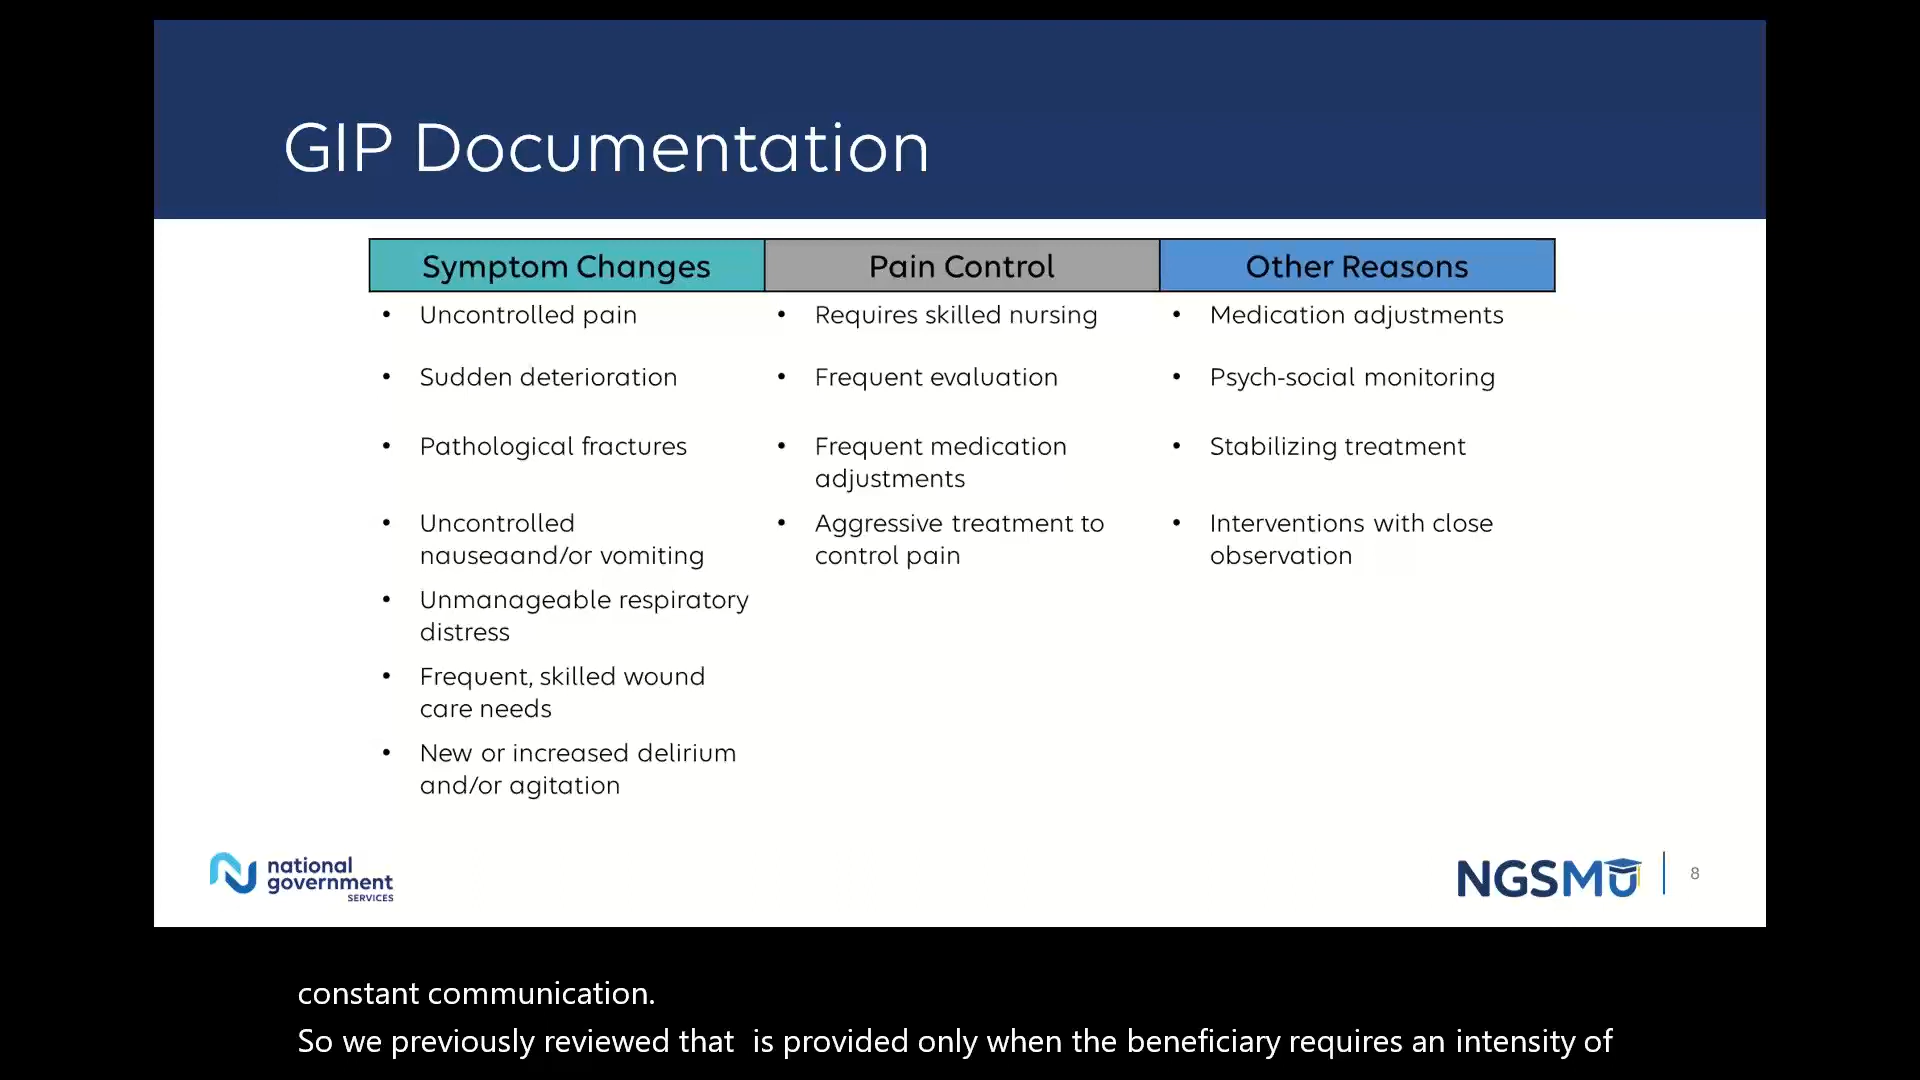 GIP Documentation
Symptom Changes
Pain Control
Other Reasons
• Uncontrolled pain
• Requires skilled nursing
• Medication adjustments
• Sudden deterioration
• Frequent evaluation
• Psych-social monitoring
• Pathological fractures
• Frequent medication
adjustments
• Stabilizing treatment
• Uncontrolled
nauseaand/or vomiting
• Aggressive treatment to
control pain
• Interventions with close
observation
• Unmanageable respiratory
distress
• Frequent, skilled wound
care needs
• New or increased delirium
and/or agitation
national
government
SERVICES
NGSMU
8
constant communication.
So we previously reviewed that  is provided only when the beneficiary requires an intensity of